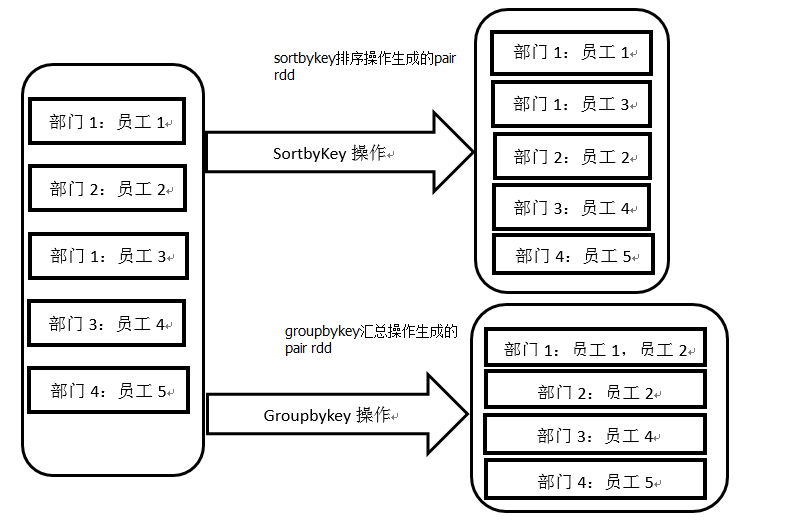 部门 1：员工 1
部门 2：员工 2
部门 1：员工 3
部门 3：员工 4
部门 4：员工 5
sortbykey排序操作生成的pair
rdd
SortbyKey 操作
部门 1：员工 1
部门 1：员工 3
部门 2：员工 2
部门 3：员工 4
部门 4：员工 5
groupbykey汇总操作生成的
pair rdd
Groupbykey 操作
部门 1：员工 1，员工 2
部门 2：员工 2
部门 3：员工 4
部门 4：员工 5